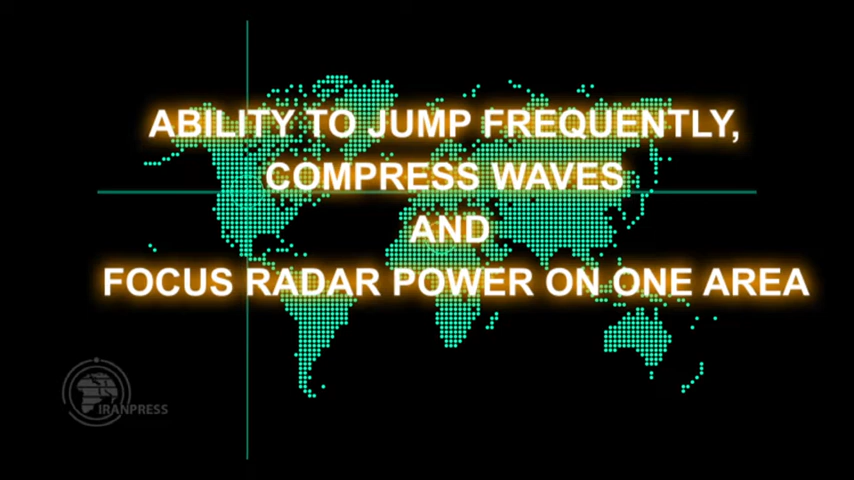 ABILITY TO JUMP FREQUENTLY,
COMPRESS WAVES
AND
FOCUS RADAR POWER ON ONE AREA
IRANPRESS